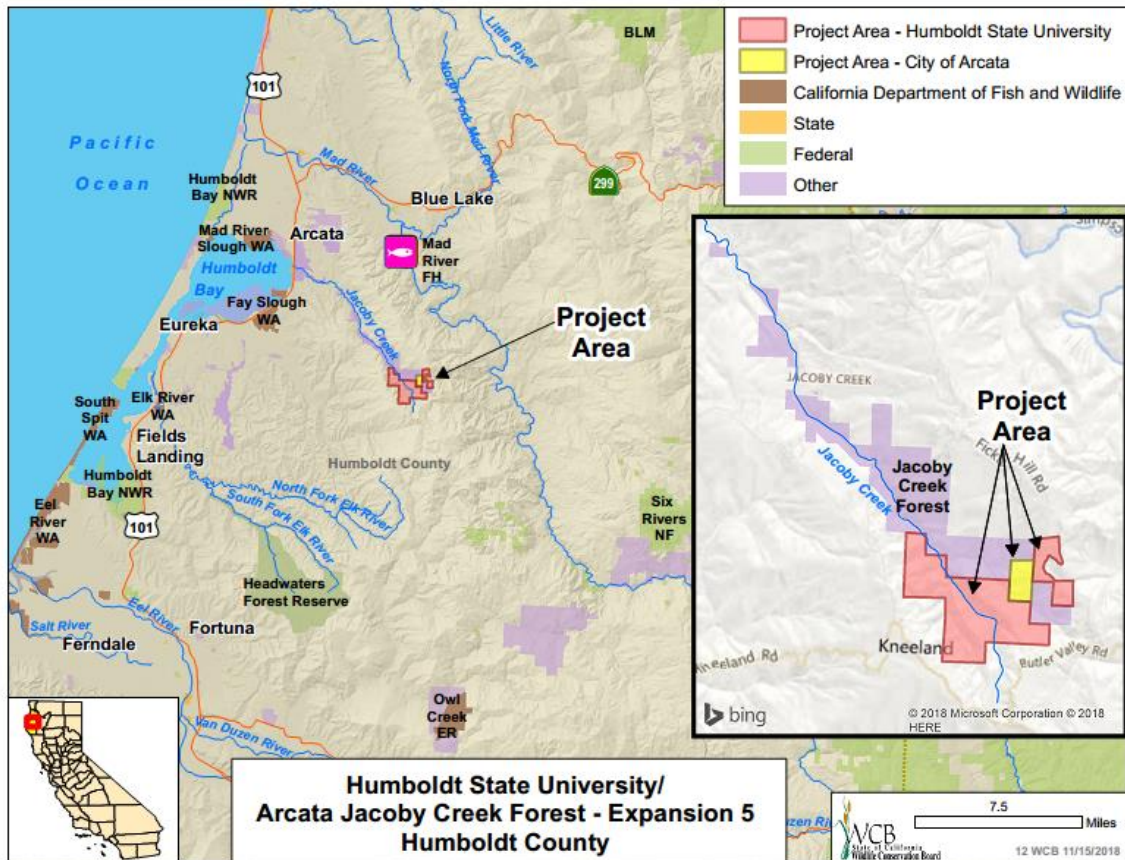 BLM
Little River
North Fork Mad River
101
Pacific
Ocean
Mad River
Blue Lake
299
Humboldt
Bay NWR
Mad River
Slough WA
Arcata
Mad
River
FH
Humboldt
Bay
Fay Slough
WA
Jacoby Creek
Eureka
Project
Area
South
Spit
WA
Elk River
WA
Fields
Landing
Humboldt County
Humboldt
Bay NWR
North Fork Elk River
South Fork Elk River
Eel
River
WA
101
Six
Rivers
NF
Headwaters
Forest Reserve
Eel River
Salt River
Fortuna
Ferndale
Owl
Creek
ER
Van Duzen River
Project Area - Humboldt State University
Project Area - City of Arcata
California Department of Fish and Wildlife
State
Federal
Other
JACOBY CREEK
Project
Area
Hill Rd
Jacoby Creek
Jacoby
Creek
Forest
Kneeland
Kneeland Rd
Butler Valley Rd
bing
© 2018 Microsoft Corporation © 2018
HERE
Humboldt State University/
Arcata Jacoby Creek Forest - Expansion 5
Humboldt County
7.5
Miles
WCB
State of California
Wildlife Conservation Board
12 WCB 11/15/2018